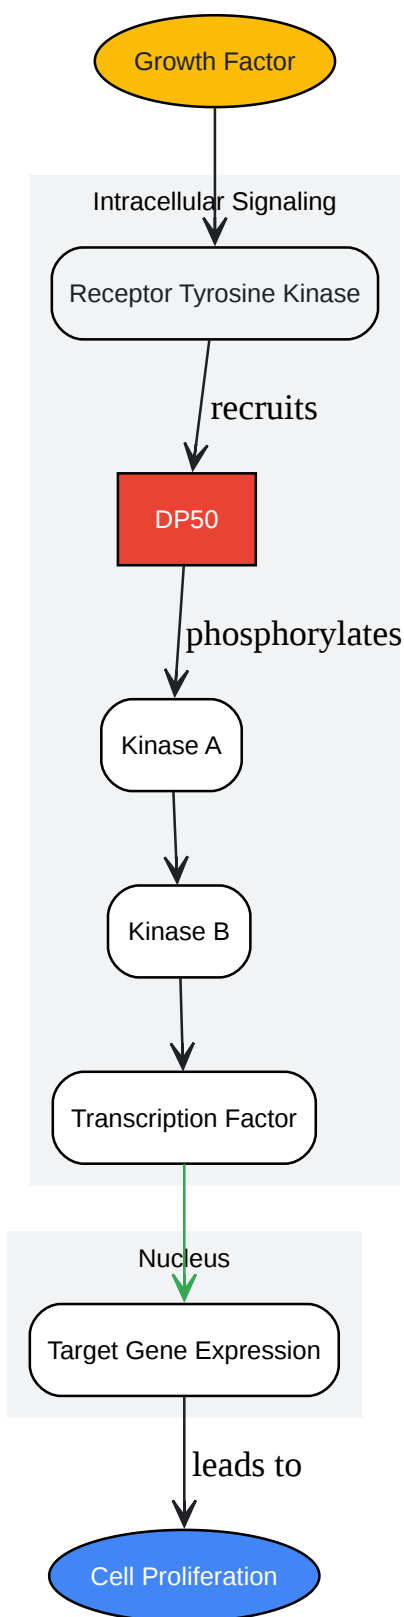 Growth Factor
Intracellular Signaling
Receptor Tyrosine Kinase
recruits
DP50
phosphorylates
Kinase A
Kinase B
Transcription Factor
Nucleus
Target Gene Expression
leads to
Cell Proliferation